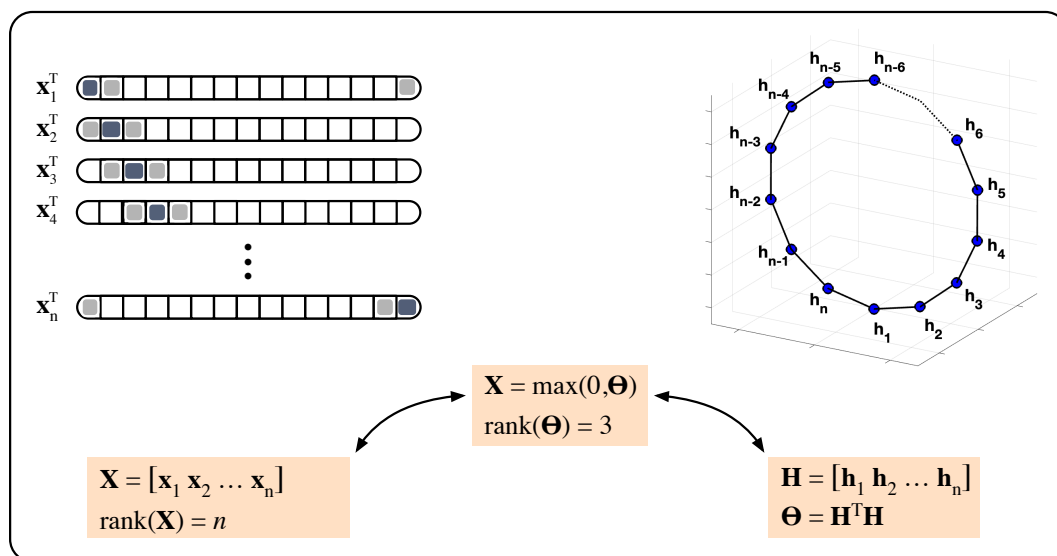 x₁ᵀ
x₂ᵀ
x₃ᵀ
x₄ᵀ
xₙᵀ
hₙ₋₅
hₙ₋₆
hₙ₋₄
hₙ₋₃
hₙ₋₂
hₙ₋₁
hₙ
h₁
h₂
h₃
h₄
h₅
h₆
X = max(0,Θ)
rank(Θ) = 3
X = [x₁ x₂ … xₙ]
rank(X) = n
H = [h₁ h₂ … hₙ]
Θ = HᵀH